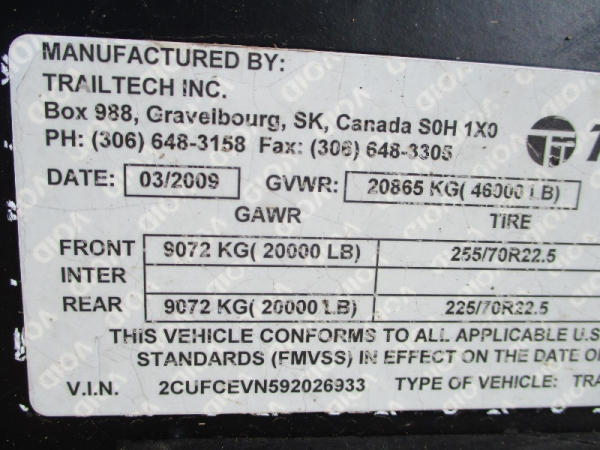 MANUFACTURED BY:
TRAILTECH INC.
Box 988, Gravelbourg, SK, Canada S0H 1X0
PH: (306) 648-3158 Fax: (306) 648-3305
DATE: 03/2009 GVWR: 20865 KG( 46000 LB)
GAWR TIRE
FRONT 9072 KG( 20000 LB) 255/70R22.5
INTER
REAR 9072 KG( 20000 LB) 225/70R22.5
THIS VEHICLE CONFORMS TO ALL APPLICABLE U.S
STANDARDS (FMVSS) IN EFFECT ON THE DATE O
V.I.N. 2CUFCEVN592026933 TYPE OF VEHICLE: TRA